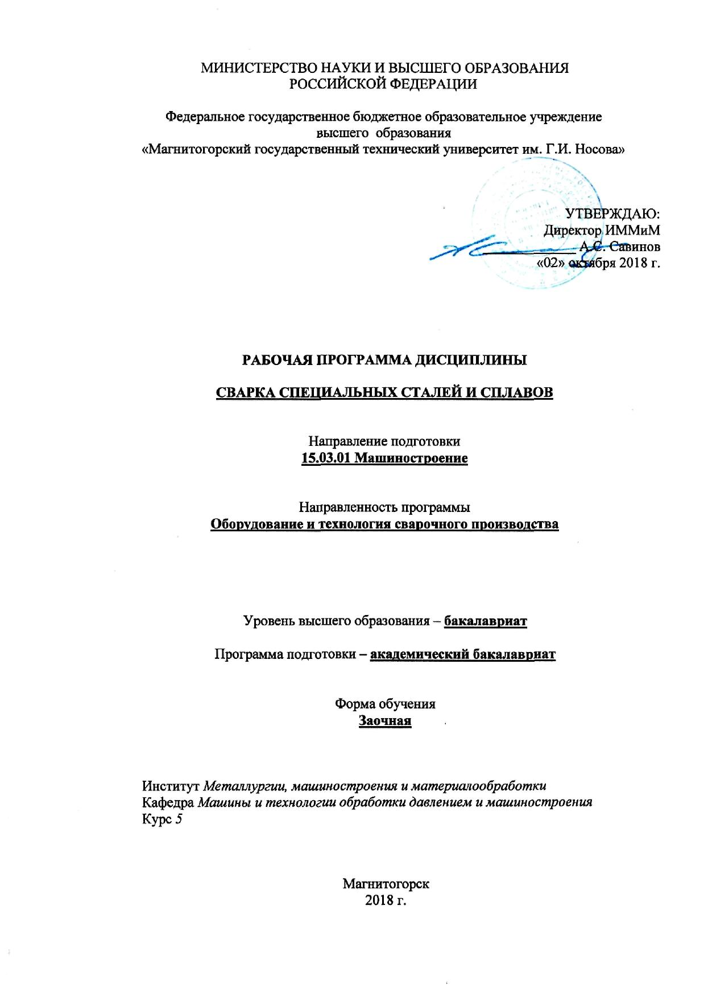 МИНИСТЕРСТВО НАУКИ И ВЫСШЕГО ОБРАЗОВАНИЯ
РОССИЙСКОЙ ФЕДЕРАЦИИ
Федеральное государственное бюджетное образовательное учреждение
высшего образования
«Магнитогорский государственный технический университет им. Г.И. Носова»
УТВЕРЖДАЮ:
Директор ИММиМ
А.С. Савинов
«02» октября 2018 г.
РАБОЧАЯ ПРОГРАММА ДИСЦИПЛИНЫ
СВАРКА СПЕЦИАЛЬНЫХ СТАЛЕЙ И СПЛАВОВ
Направление подготовки
15.03.01 Машиностроение
Направленность программы
Оборудование и технология сварочного производства
Уровень высшего образования – бакалавриат
Программа подготовки – академический бакалавриат
Форма обучения
Заочная
Институт Металлургии, машиностроения и материалообработки
Кафедра Машины и технологии обработки давлением и машиностроения
Курс 5
Магнитогорск
2018 г.